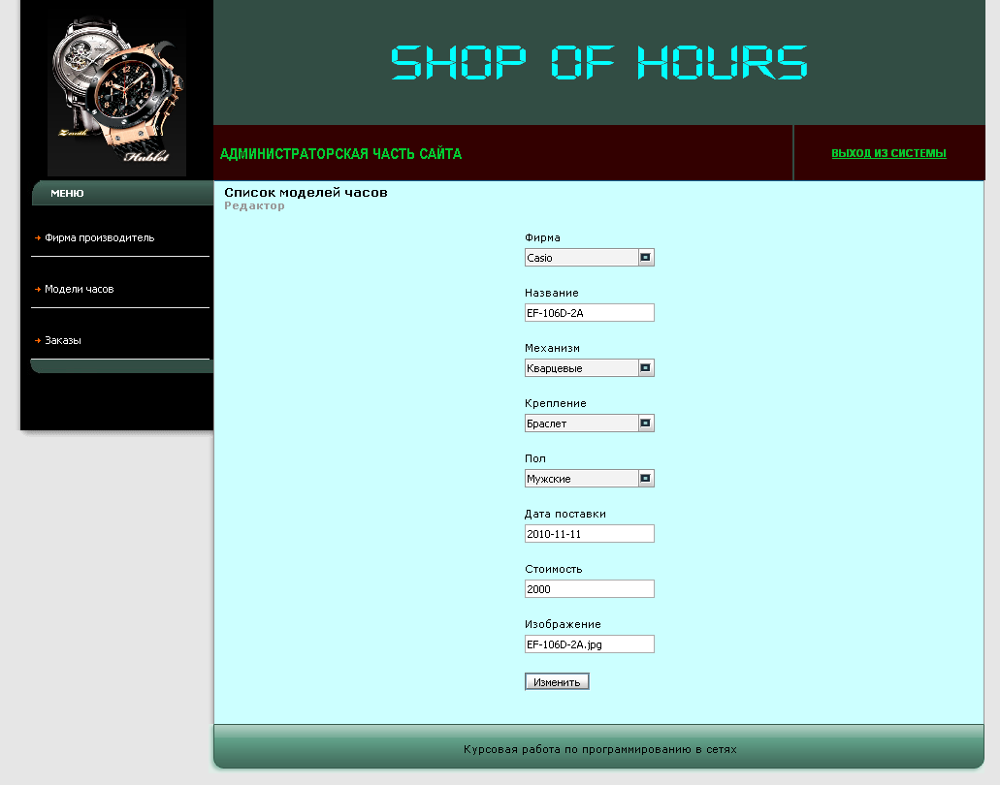 Zenith
Hublot
SHOP OF HOURS
АДМИНИСТРАТОРСКАЯ ЧАСТЬ САЙТА
ВЫХОД ИЗ СИСТЕМЫ
МЕНЮ
Фирма производитель
Модели часов
Заказы
Список моделей часов
Редактор
Фирма
Casio
Название
EF-106D-2A
Механизм
Кварцевые
Крепление
Браслет
Пол
Мужские
Дата поставки
2010-11-11
Стоимость
2000
Изображение
EF-106D-2A.jpg
Изменить
Курсовая работа по программированию в сетях